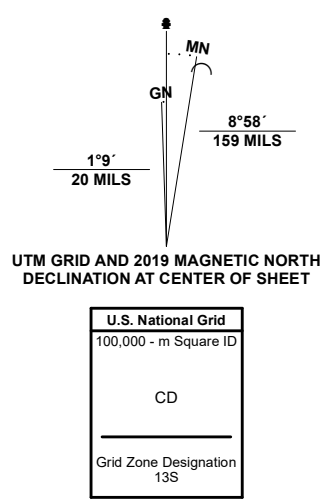 MN
GN
8°58´
159 MILS
1°9´
20 MILS
UTM GRID AND 2019 MAGNETIC NORTH
DECLINATION AT CENTER OF SHEET
U.S. National Grid
100,000 - m Square ID
CD
Grid Zone Designation
13S